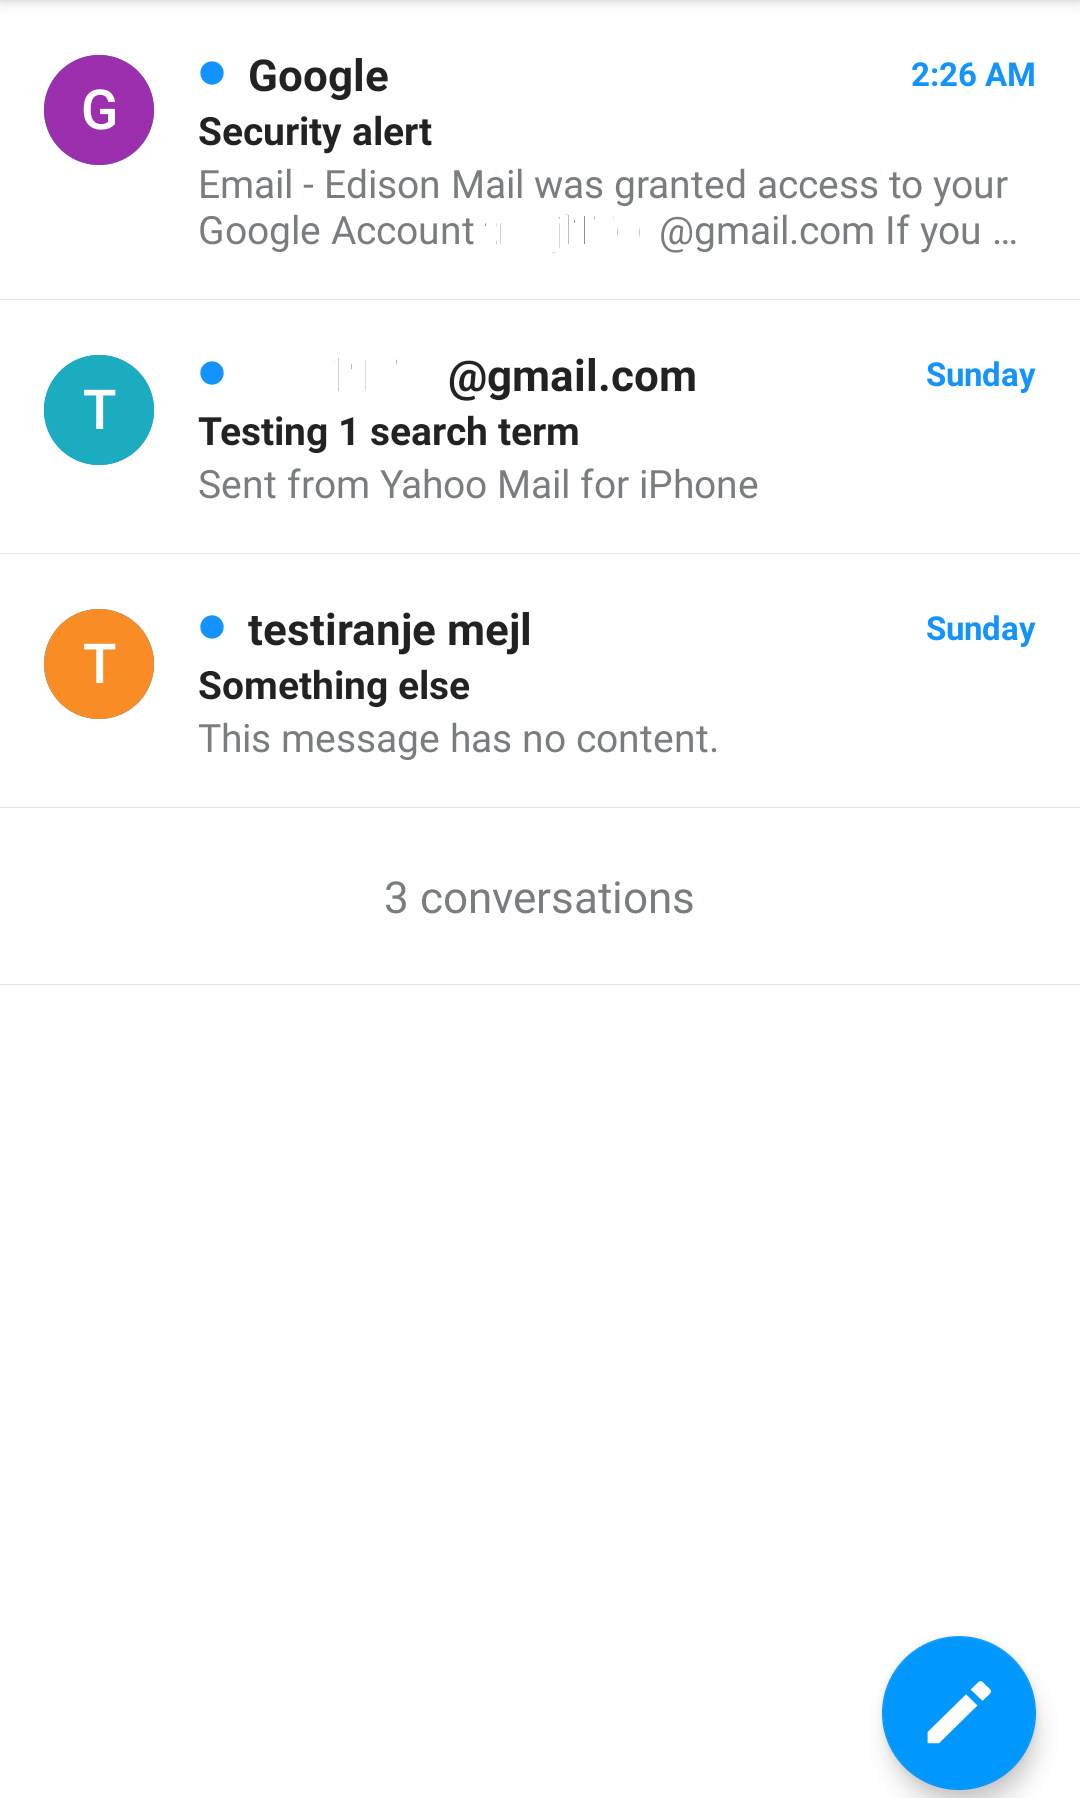 G
Google
2:26 AM
Security alert
Email - Edison Mail was granted access to your
Google Account @gmail.com If you ...
T
@gmail.com
Sunday
Testing 1 search term
Sent from Yahoo Mail for iPhone
T
testiranje mejl
Sunday
Something else
This message has no content.
3 conversations